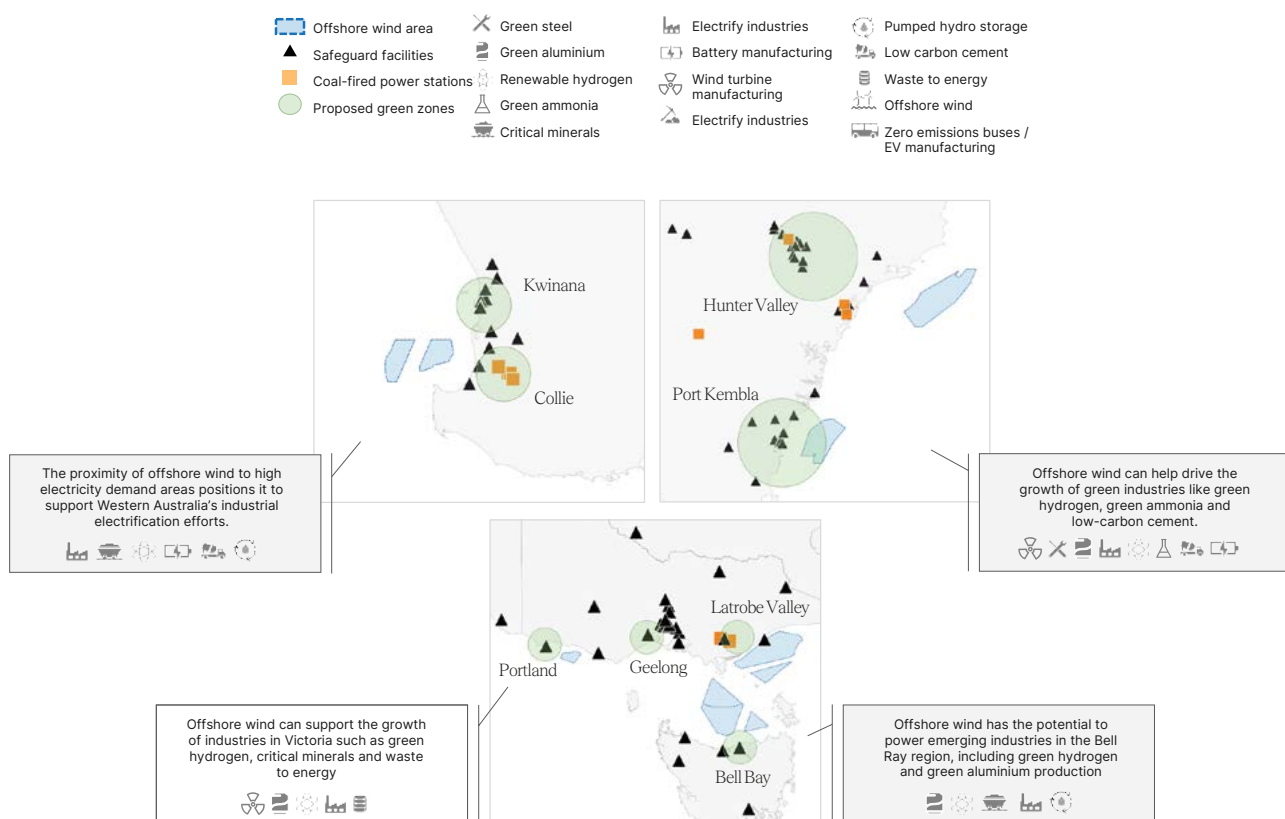 Offshore wind area
Safeguard facilities
Coal-fired power stations
Proposed green zones
Green steel
Green aluminium
Renewable hydrogen
Green ammonia
Critical minerals
Electrify industries
Battery manufacturing
Wind turbine
manufacturing
Electrify industries
Pumped hydro storage
Low carbon cement
Waste to energy
Offshore wind
Zero emissions buses /
EV manufacturing
Kwinana
Collie
Hunter Valley
Port Kembla
The proximity of offshore wind to high
electricity demand areas positions it to
support Western Australia's industrial
electrification efforts.
Offshore wind can help drive the
growth of green industries like green
hydrogen, green ammonia and
low-carbon cement.
Latrobe Valley
Portland
Geelong
Bell Bay
Offshore wind can support the growth
of industries in Victoria such as green
hydrogen, critical minerals and waste
to energy
Offshore wind has the potential to
power emerging industries in the Bell
Ray region, including green hydrogen
and green aluminium production